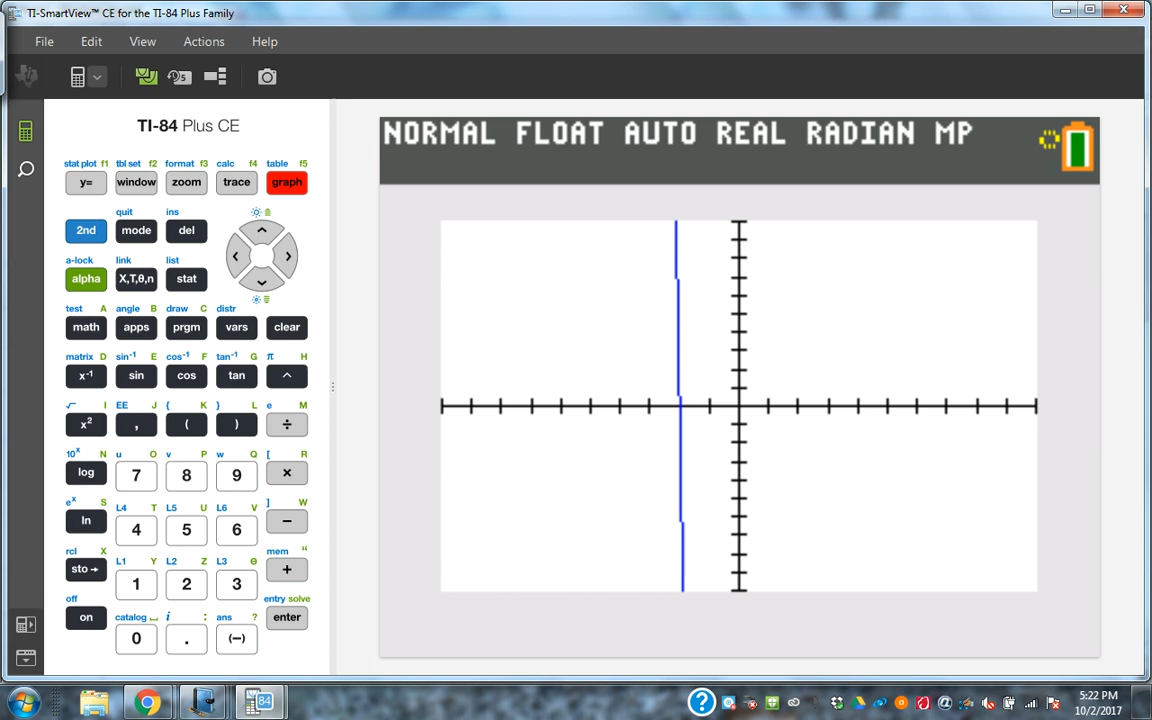 TI-SmartView™ CE for the TI-84 Plus Family
File Edit View Actions Help
TI-84 Plus CE
NORMAL FLOAT AUTO REAL RADIAN MP
stat plot f1 tbl set f2 format f3 calc f4 table f5
y= window zoom trace graph
quit ins
2nd mode del
a-lock link list
alpha X,T,θ,n stat
test A angle B draw C distr
math apps prgm vars clear
matrix D sin⁻¹ E cos⁻¹ F tan⁻¹ G π H
x⁻¹ sin cos tan ^
√ I EE J { K } L e M
x² , ( ) ÷
10ˣ N u O v P w Q [ R
log 7 8 9 ×
eˣ S L4 T L5 U L6 V ] W
ln 4 5 6 −
rcl X L1 Y L2 Z L3 θ mem "
sto→ 1 2 3 +
off catalog ␣ i : ans ? entry solve
on 0 . (−) enter
84
5:22 PM
10/2/2017